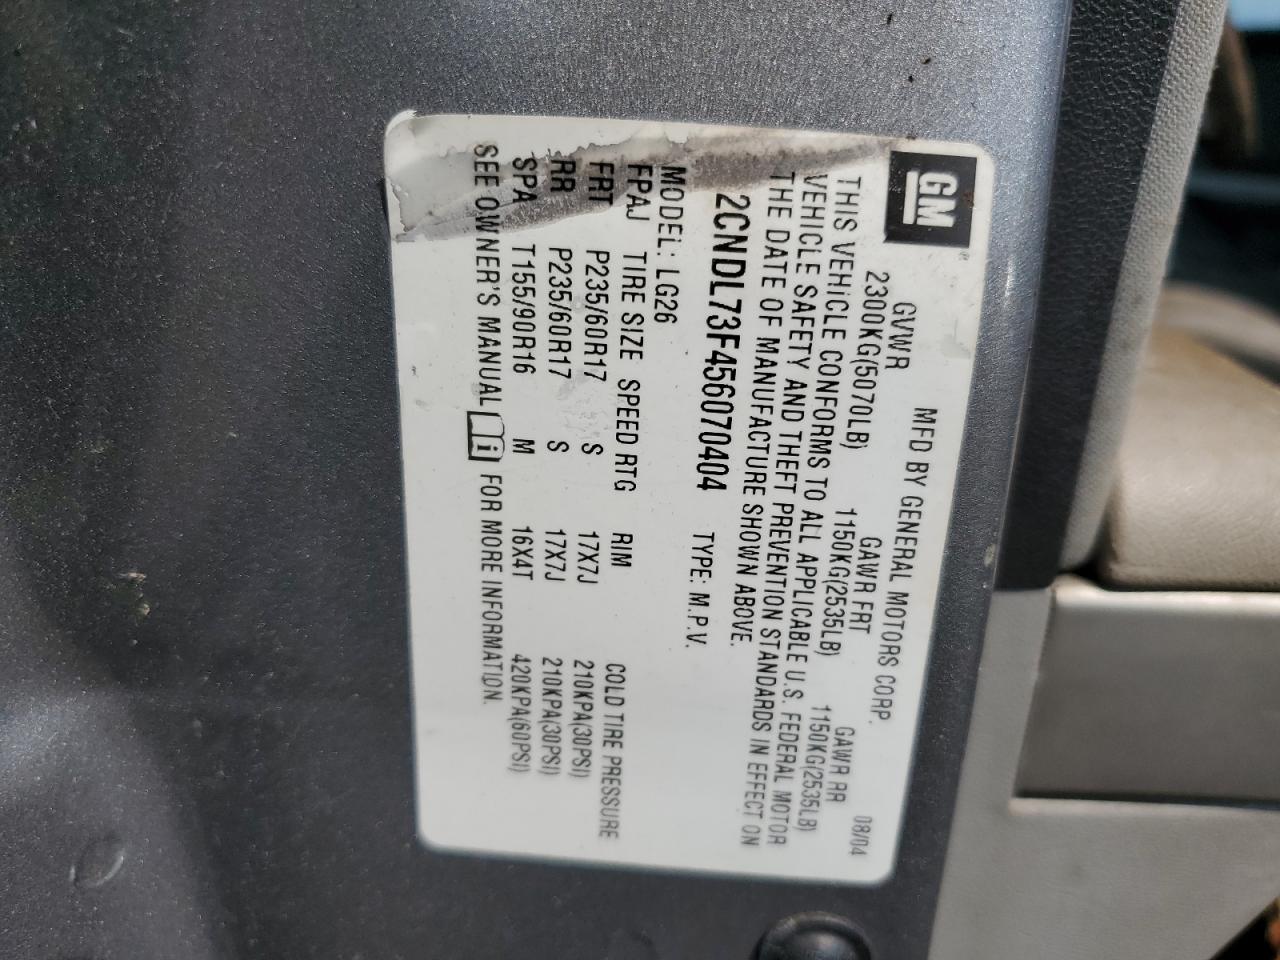 GM
MFD BY GENERAL MOTORS CORP. 08/04
GVWR GAWR FRT GAWR RR
2300KG(5070LB) 1150KG(2535LB) 1150KG(2535LB)
THIS VEHICLE CONFORMS TO ALL APPLICABLE U.S. FEDERAL MOTOR
VEHICLE SAFETY AND THEFT PREVENTION STANDARDS IN EFFECT ON
THE DATE OF MANUFACTURE SHOWN ABOVE.
2CNDL73F456070404 TYPE: M.P.V.
MODEL: LG26
FPAJ TIRE SIZE SPEED RTG RIM COLD TIRE PRESSURE
FRT P235/60R17 S 17X7J 210KPA(30PSI)
RR P235/60R17 S 17X7J 210KPA(30PSI)
SPA T155/90R16 M 16X4T 420KPA(60PSI)
SEE OWNER'S MANUAL i FOR MORE INFORMATION.